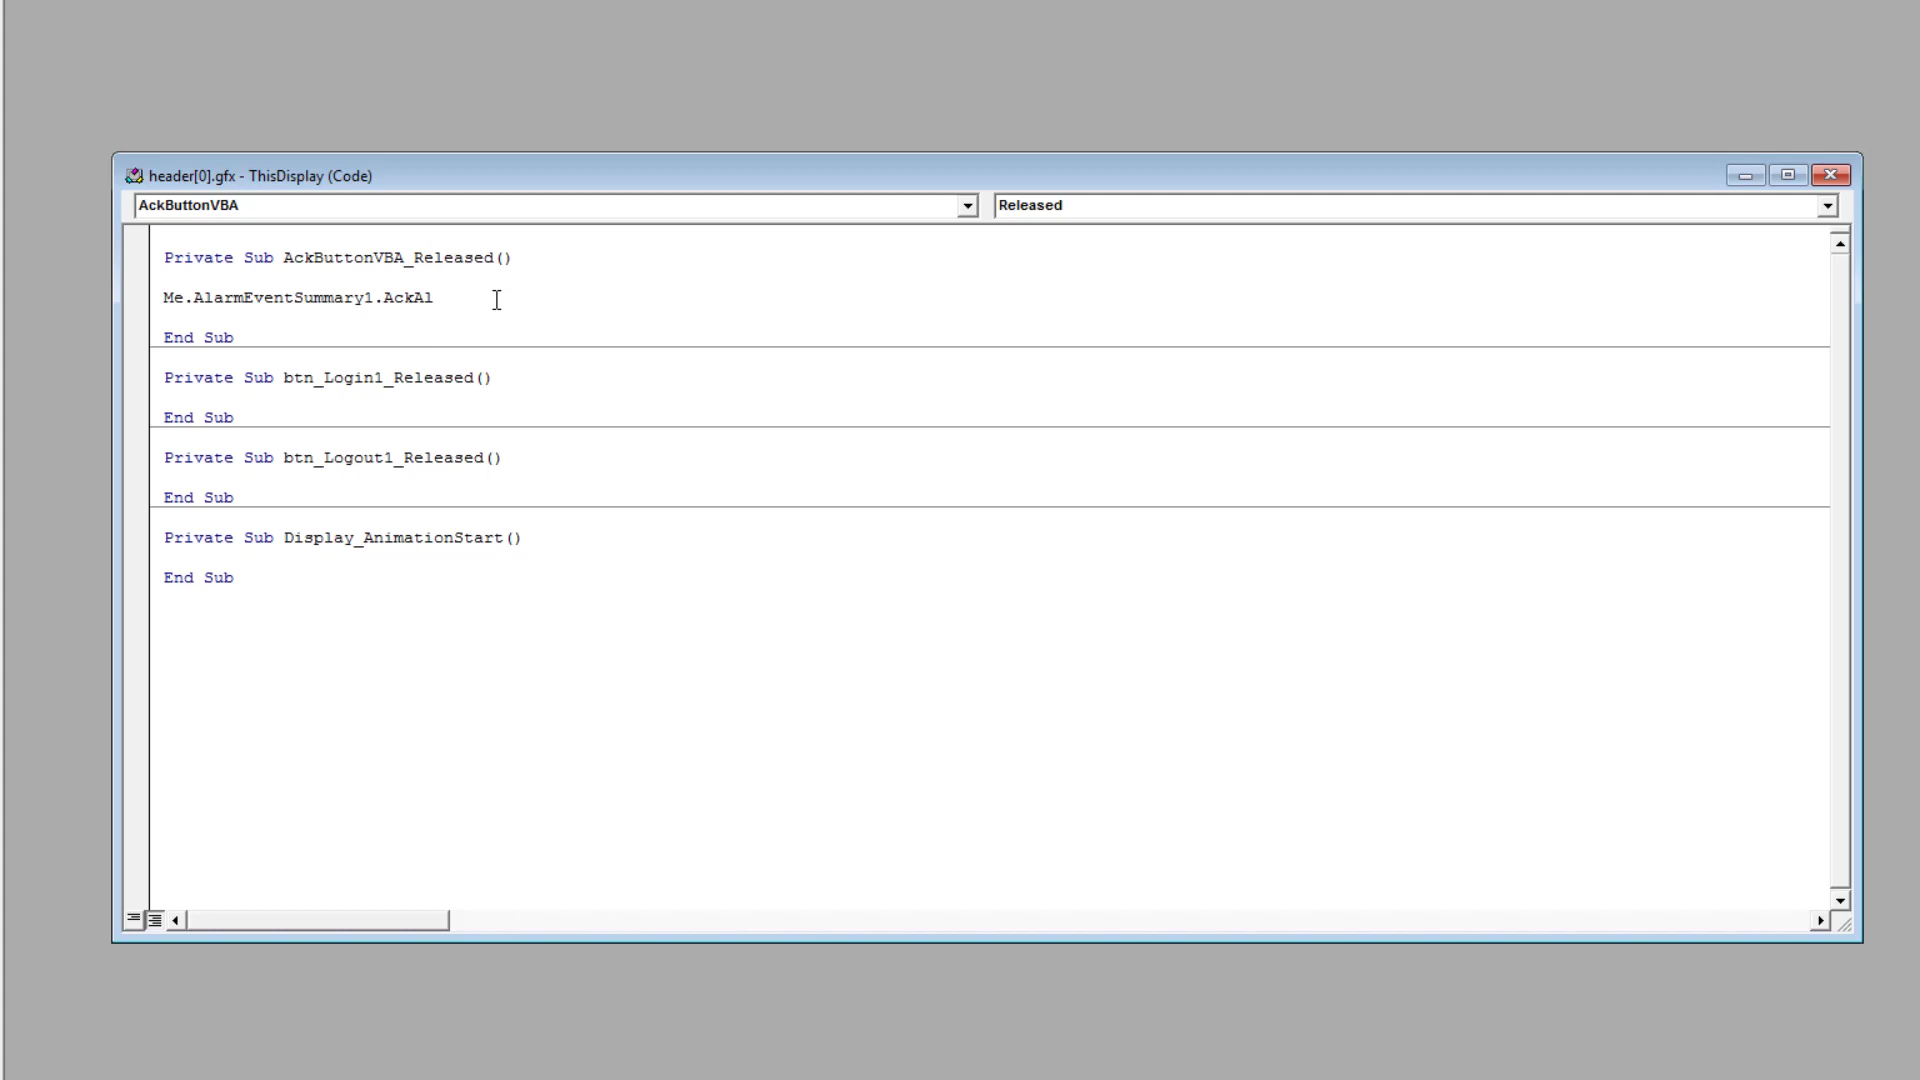 header[0].gfx - ThisDisplay (Code)
AckButtonVBA
Released
Private Sub AckButtonVBA_Released()
Me.AlarmEventSummary1.AckAl
End Sub
Private Sub btn_Login1_Released()
End Sub
Private Sub btn_Logout1_Released()
End Sub
Private Sub Display_AnimationStart()
End Sub